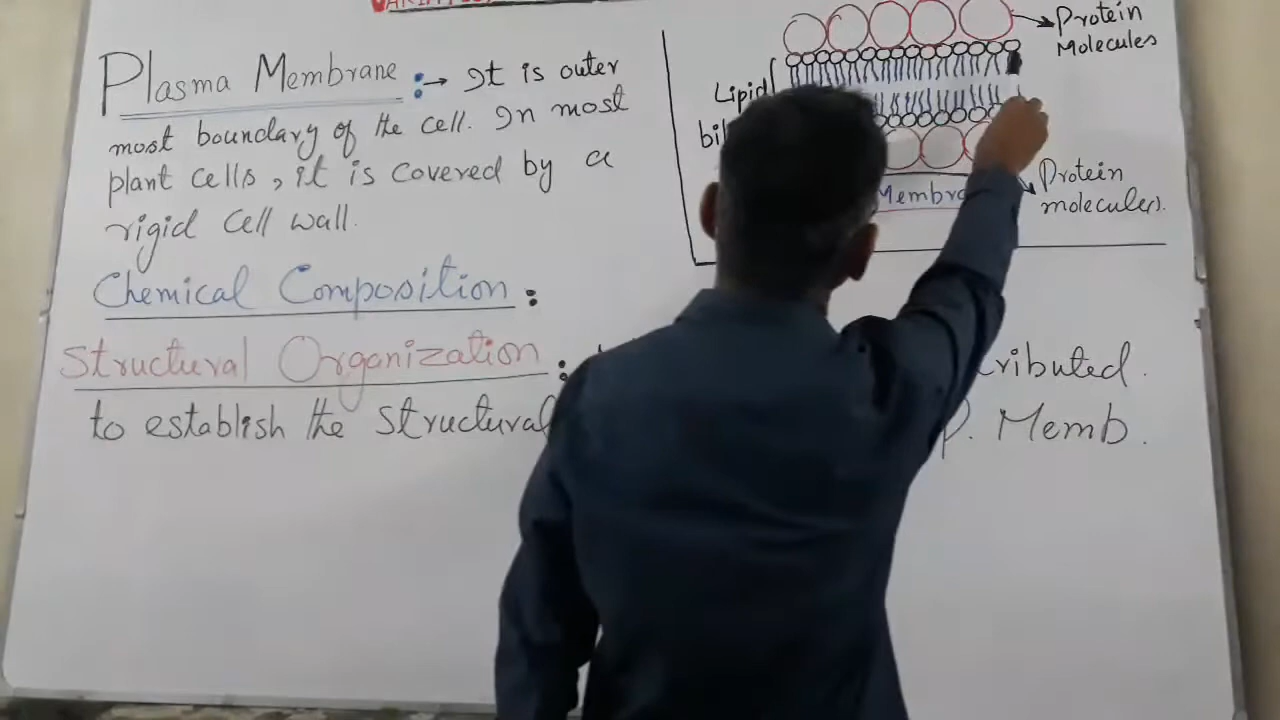 Plasma Membrane :→ It is outer
most boundary of the cell. In most
plant cells, it is covered by a
rigid cell wall.
Chemical Composition :
Structural Organization :
to establish the structural
P. Memb.
Protein
Molecules
Lipid
Membra
Protein
molecules.